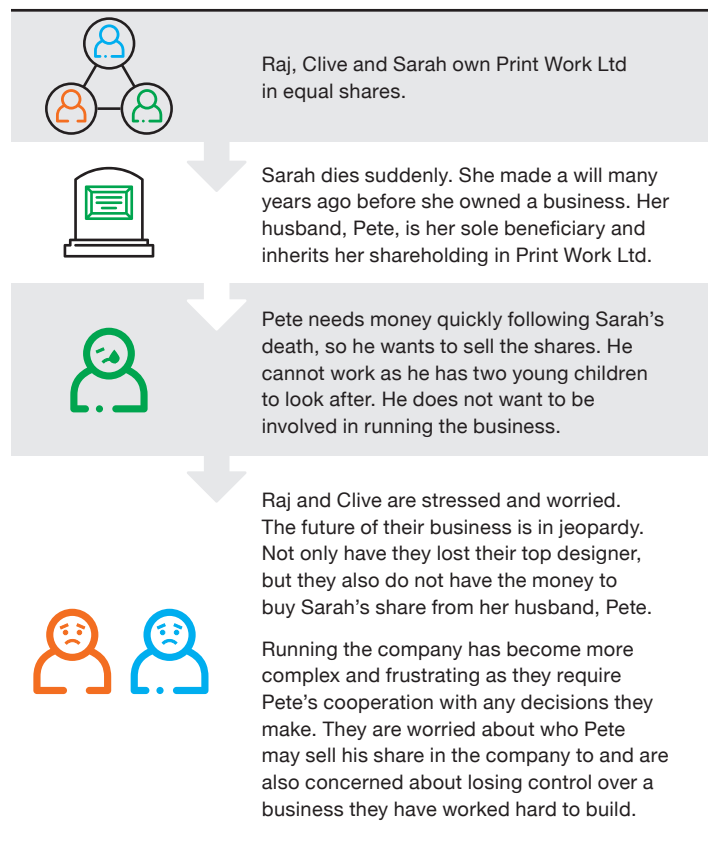 Raj, Clive and Sarah own Print Work Ltd
in equal shares.
Sarah dies suddenly. She made a will many
years ago before she owned a business. Her
husband, Pete, is her sole beneficiary and
inherits her shareholding in Print Work Ltd.
Pete needs money quickly following Sarah’s
death, so he wants to sell the shares. He
cannot work as he has two young children
to look after. He does not want to be
involved in running the business.
Raj and Clive are stressed and worried.
The future of their business is in jeopardy.
Not only have they lost their top designer,
but they also do not have the money to
buy Sarah’s share from her husband, Pete.
Running the company has become more
complex and frustrating as they require
Pete’s cooperation with any decisions they
make. They are worried about who Pete
may sell his share in the company to and are
also concerned about losing control over a
business they have worked hard to build.